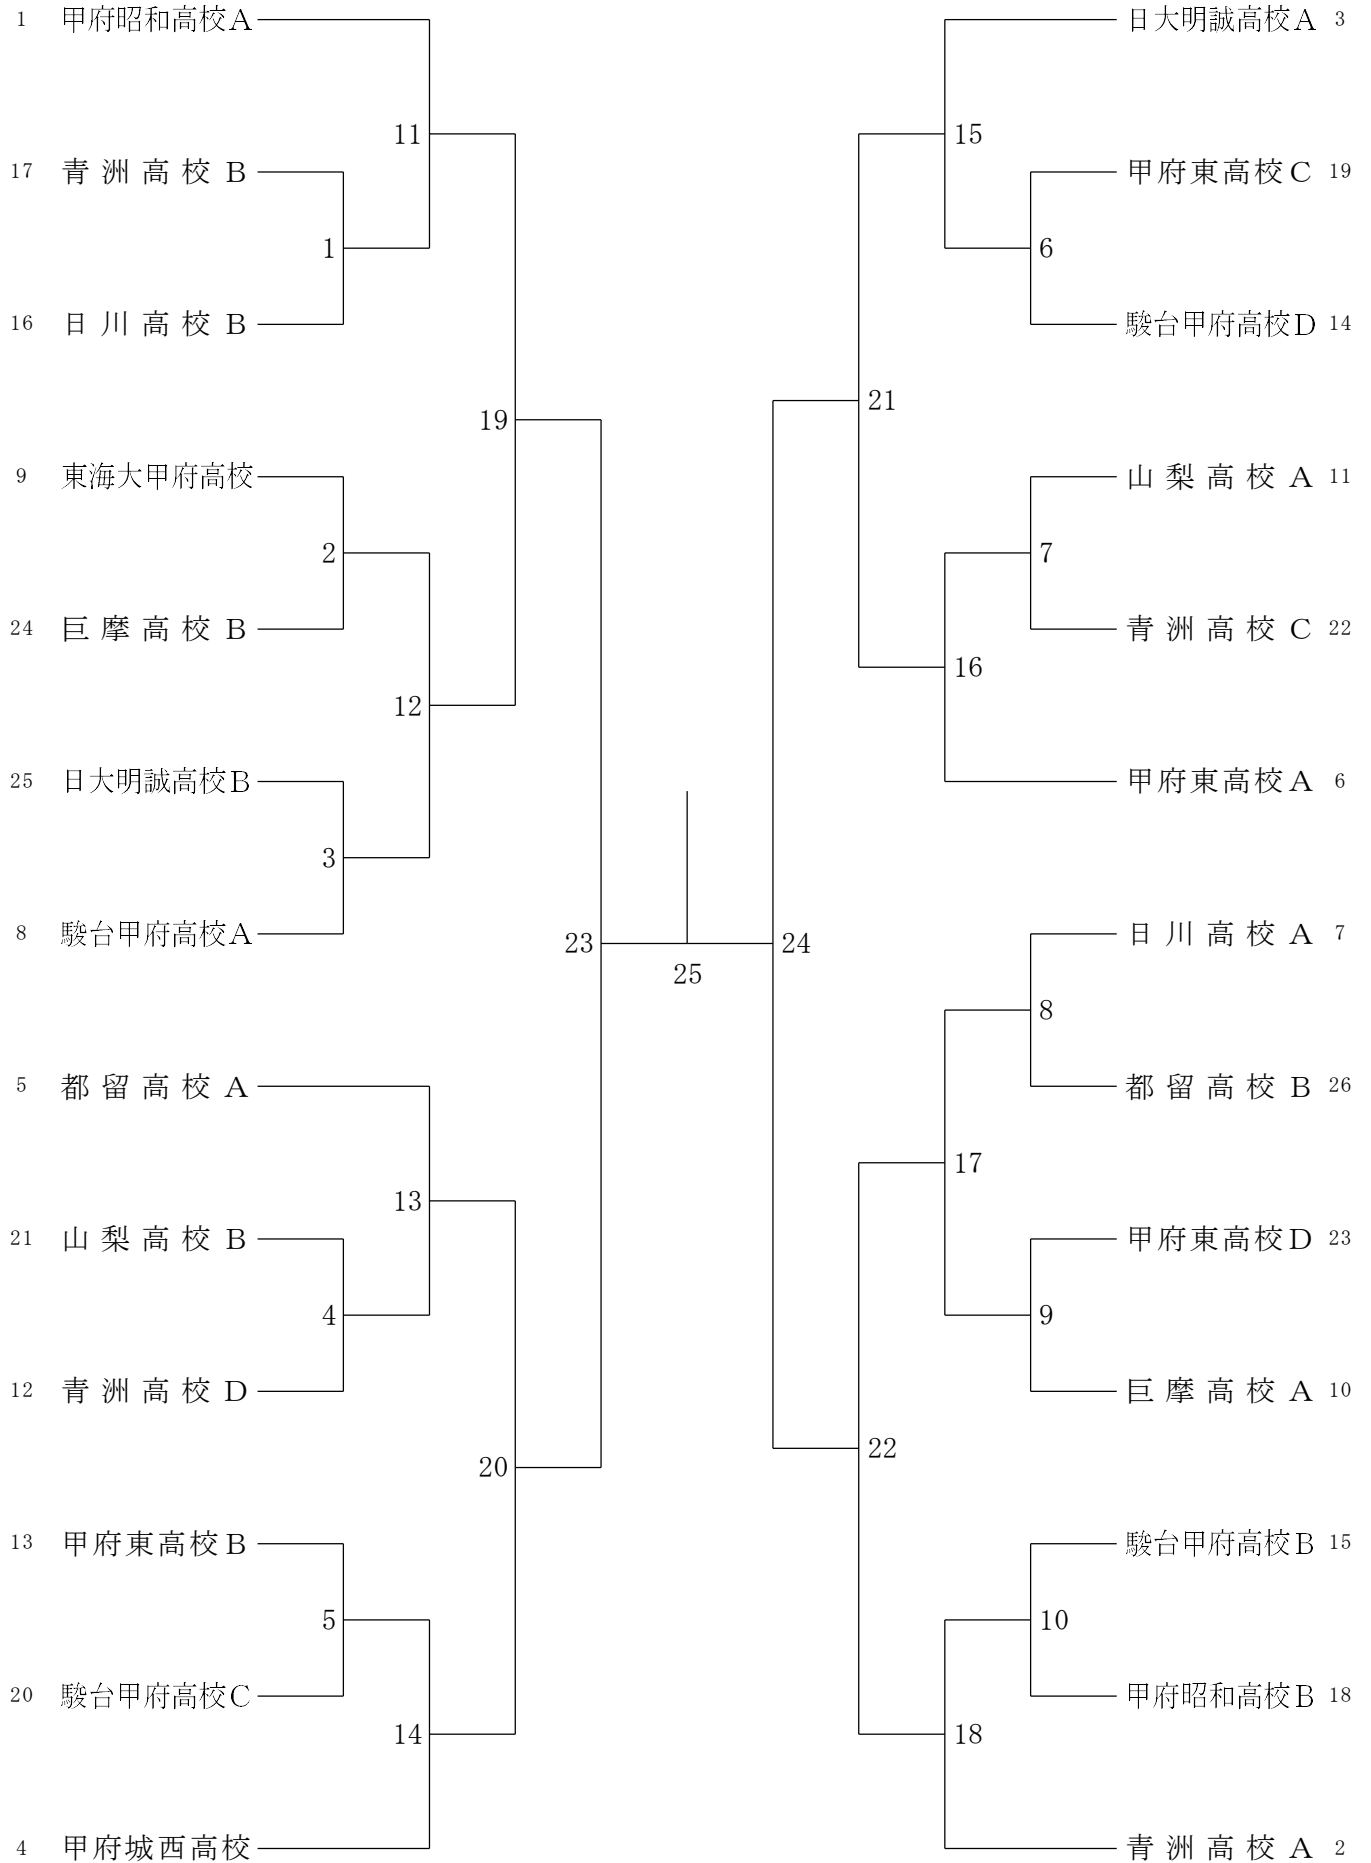 1 甲府昭和高校A
11
17 青洲高校B
1
16 日川高校B
19
9 東海大甲府高校
2
24 巨摩高校B
12
25 日大明誠高校B
3
8 駿台甲府高校A
23
25
5 都留高校A
13
21 山梨高校B
4
12 青洲高校D
20
13 甲府東高校B
5
20 駿台甲府高校C
14
4 甲府城西高校
日大明誠高校A 3
15
甲府東高校C 19
6
駿台甲府高校D 14
21
山梨高校A 11
7
青洲高校C 22
16
甲府東高校A 6
日川高校A 7
24
8
都留高校B 26
17
甲府東高校D 23
9
巨摩高校A 10
22
駿台甲府高校B 15
10
甲府昭和高校B 18
18
青洲高校A 2